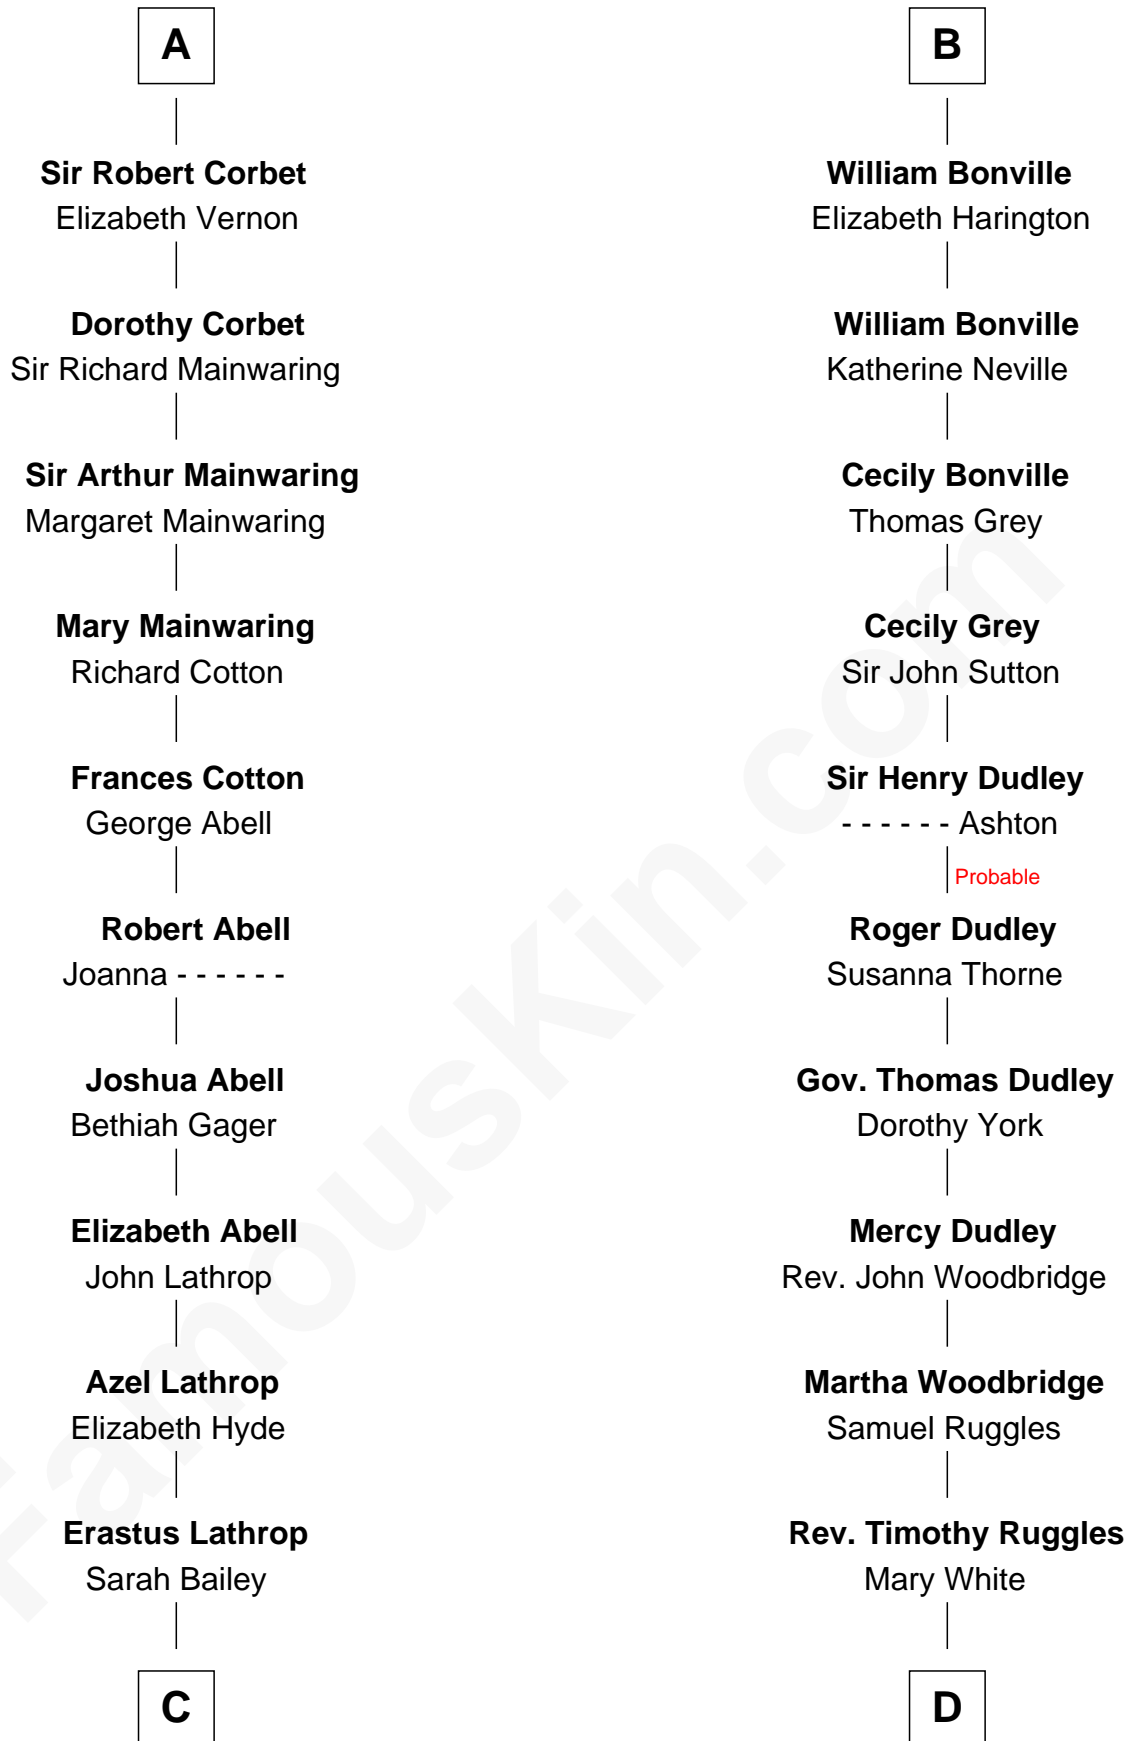 A
Sir Robert Corbet
Elizabeth Vernon
Dorothy Corbet
Sir Richard Mainwaring
Sir Arthur Mainwaring
Margaret Mainwaring
Mary Mainwaring
Richard Cotton
Frances Cotton
George Abell
Robert Abell
Joanna - - - - - -
Joshua Abell
Bethiah Gager
Elizabeth Abell
John Lathrop
Azel Lathrop
Elizabeth Hyde
Erastus Lathrop
Sarah Bailey
C
B
William Bonville
Elizabeth Harington
William Bonville
Katherine Neville
Cecily Bonville
Thomas Grey
Cecily Grey
Sir John Sutton
Sir Henry Dudley
- - - - - - Ashton
Probable
Roger Dudley
Susanna Thorne
Gov. Thomas Dudley
Dorothy York
Mercy Dudley
Rev. John Woodbridge
Martha Woodbridge
Samuel Ruggles
Rev. Timothy Ruggles
Mary White
D
FamousKin.com